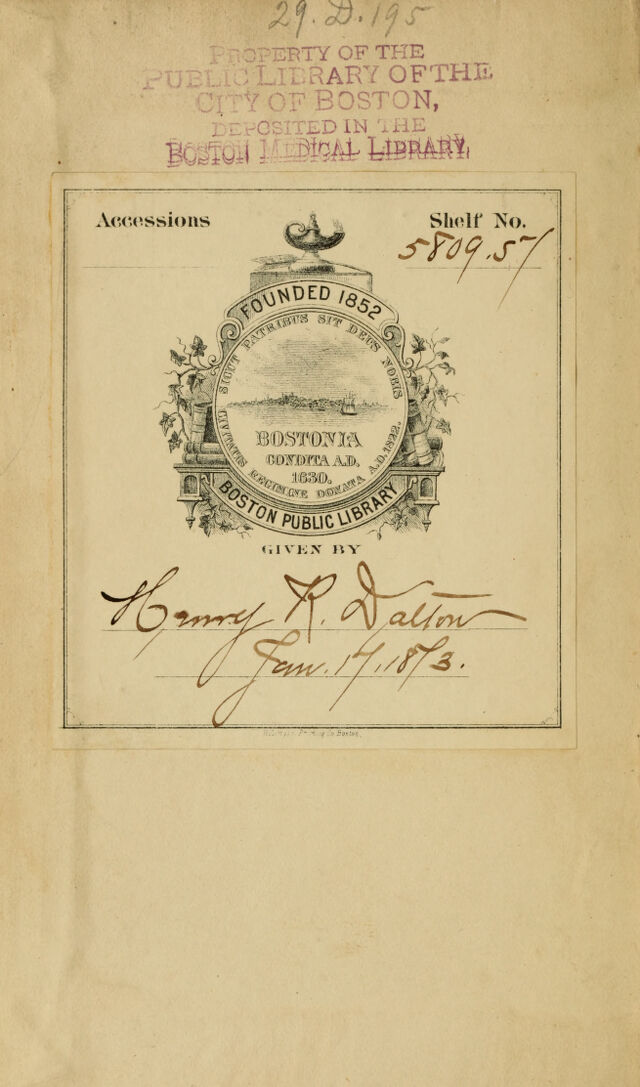 29. D. 195
PROPERTY OF THE
PUBLIC LIBRARY OF THE
CITY OF BOSTON,
DEPOSITED IN THE
BOSTON MEDICAL LIBRARY.
Accessions
Shelf No.
5809.57
FOUNDED 1852
SICUT PATRIBUS SIT DEUS NOBIS
BOSTONIA
CONDITA A.D.
1630.
CIVITATIS REGIMINE DONATA A.D. 1822.
BOSTON PUBLIC LIBRARY
GIVEN BY
Henry R. Dalton
Jan. 17, 1873.
Boston.